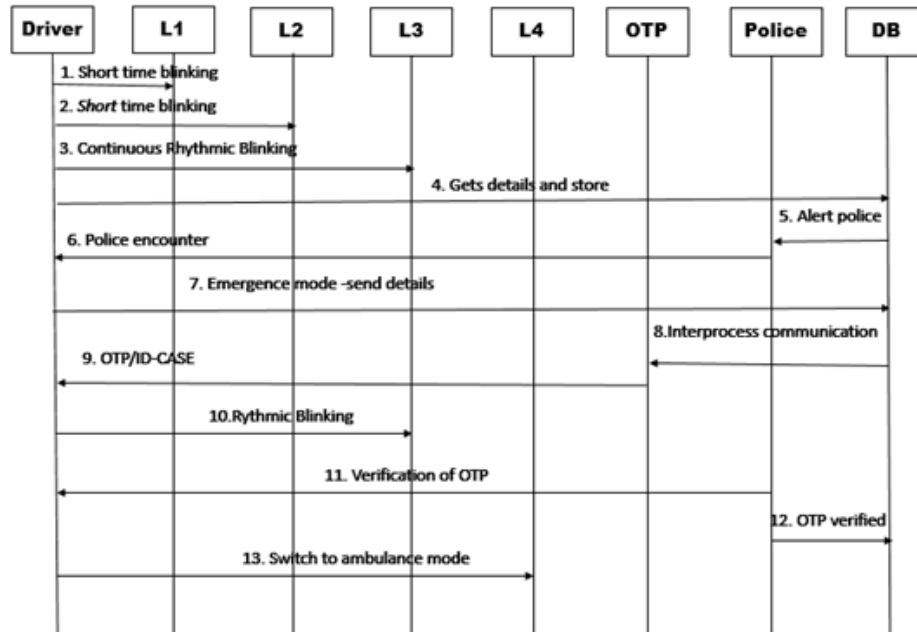 Driver L1 L2 L3 L4 OTP Police DB
1. Short time blinking
2. Short time blinking
3. Continuous Rhythmic Blinking
4. Gets details and store
5. Alert police
6. Police encounter
7. Emergence mode -send details
8.Interprocess communication
9. OTP/ID-CASE
10.Rythmic Blinking
11. Verification of OTP
12. OTP verified
13. Switch to ambulance mode